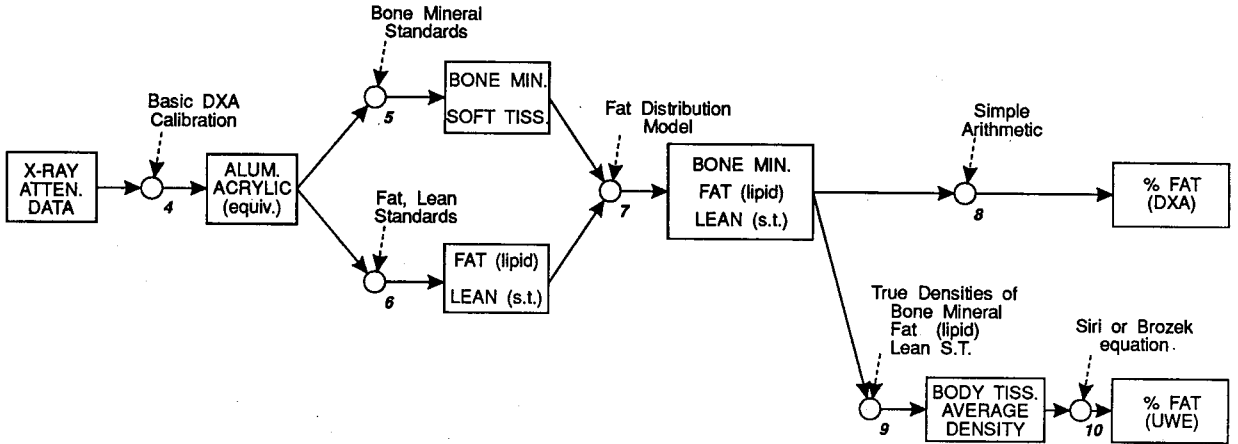 Bone Mineral
Standards
BONE MIN.
SOFT TISS.
5
Basic DXA
Calibration
X-RAY
ATTEN.
DATA
4
ALUM.
ACRYLIC
(equiv.)
Fat, Lean
Standards
FAT (lipid)
LEAN (s.t.)
6
Fat Distribution
Model
7
BONE MIN.
FAT (lipid)
LEAN (s.t.)
Simple
Arithmetic
8
% FAT
(DXA)
True Densities of
Bone Mineral
Fat (lipid)
Lean S.T.
9
BODY TISS.
AVERAGE
DENSITY
Siri or Brozek
equation
10
% FAT
(UWE)